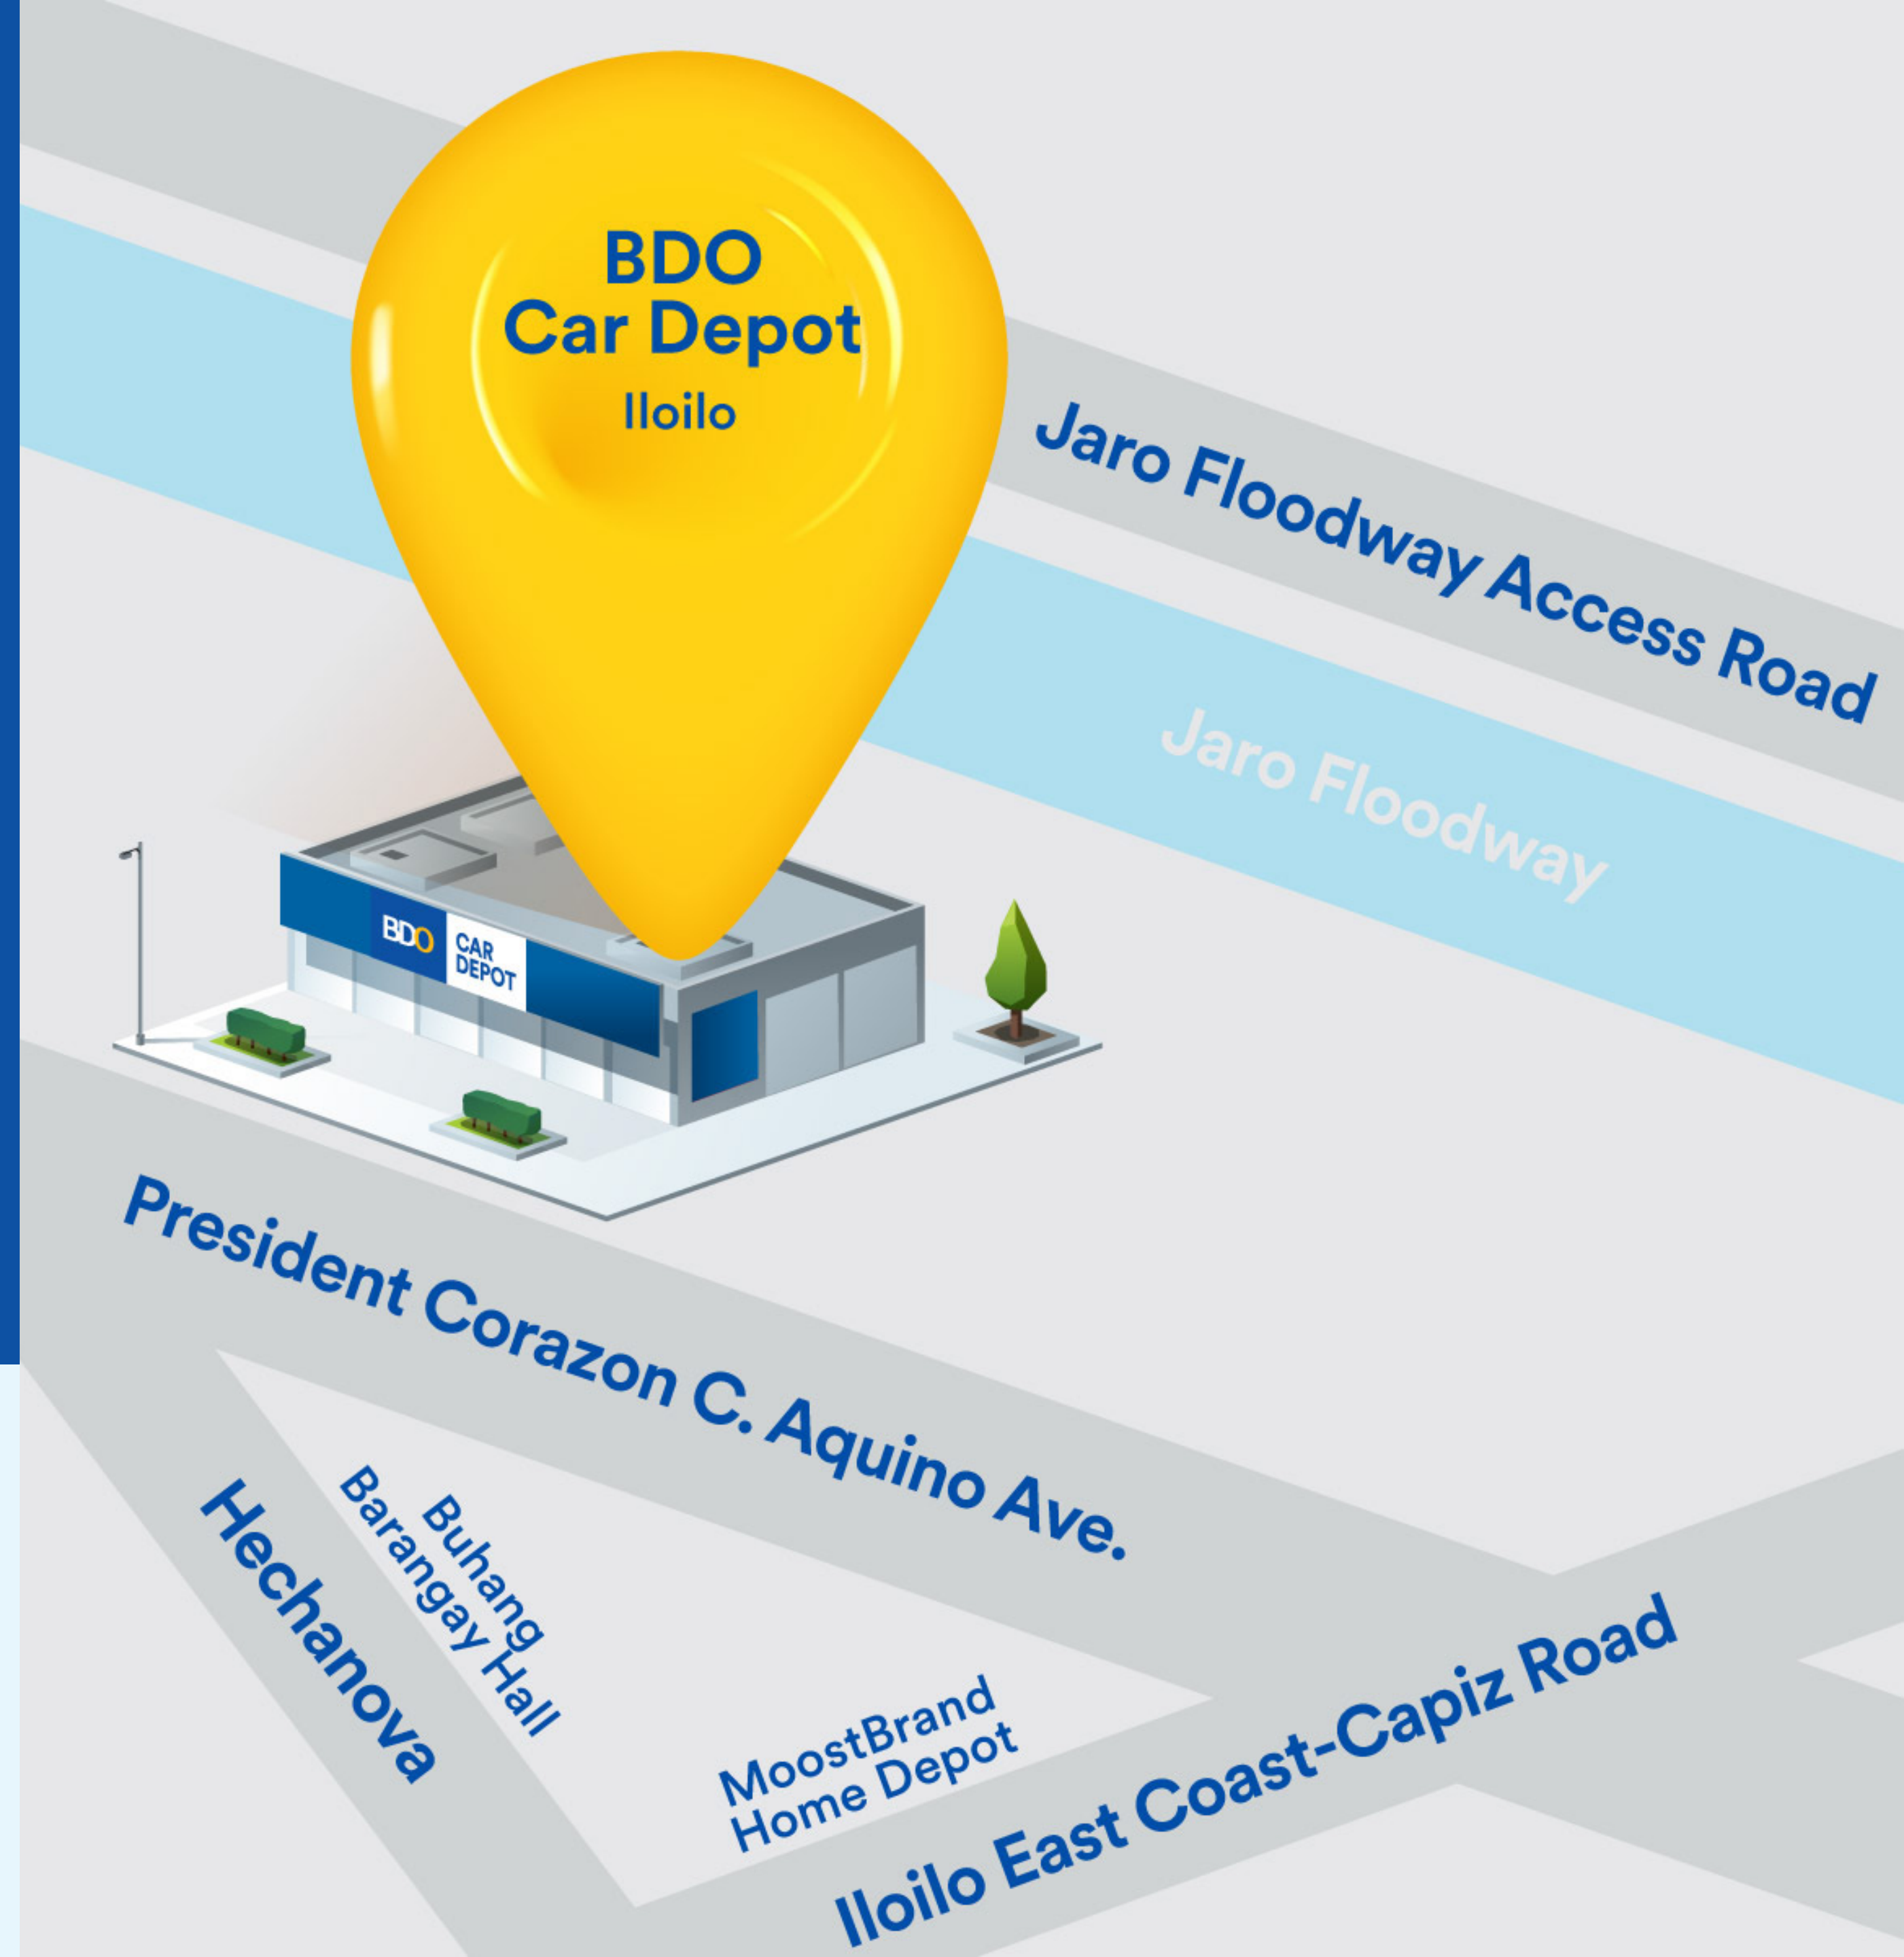 BDO
Car Depot
Iloilo
Jaro Floodway Access Road
Jaro Floodway
BDO
CAR
DEPOT
President Corazon C. Aquino Ave.
Hechanova
Buhang
Barangay Hall
MoostBrand
Home Depot
Iloilo East Coast-Capiz Road